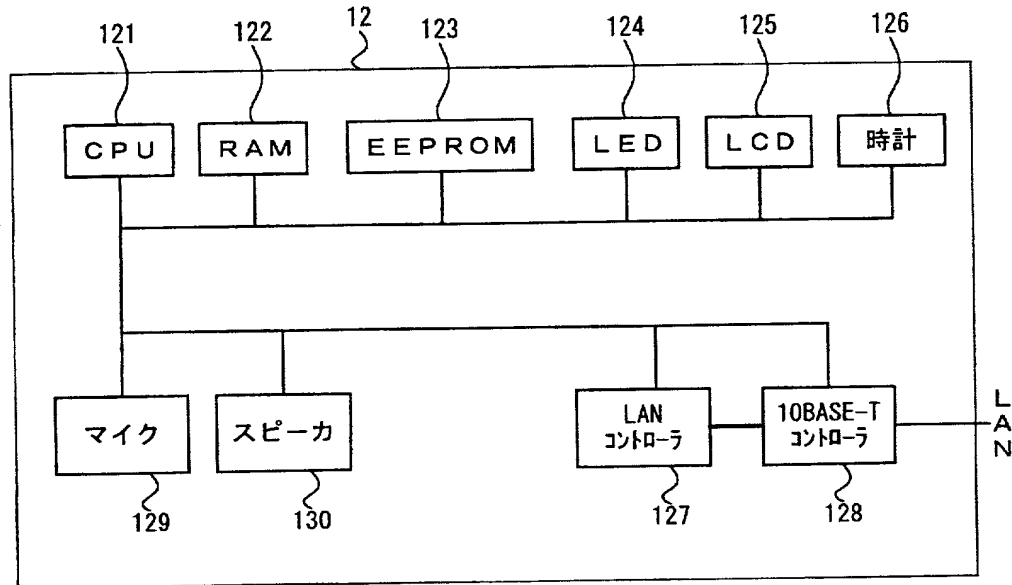 121
122
12
123
124
125
126
CPU
RAM
EEPROM
LED
LCD
時計
マイク
スピーカ
LAN
コントローラ
10BASE-T
コントローラ
LAN
129
130
127
128